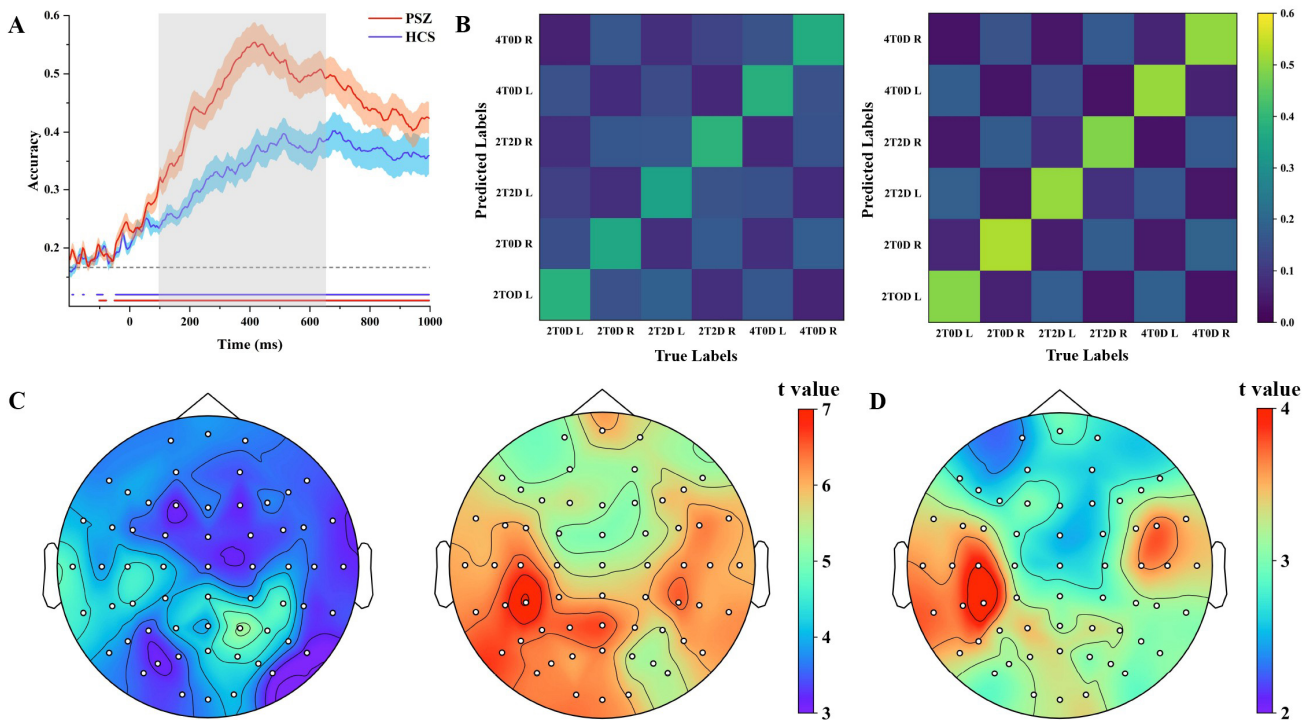 A
PSZ
HCS
0.6
0.5
0.4
0.3
0.2
Accuracy
0 200 400 600 800 1000
Time (ms)
B
Predicted Labels
4T0D R
4T0D L
2T2D R
2T2D L
2T0D R
2T0D L
2T0D L 2T0D R 2T2D L 2T2D R 4T0D L 4T0D R
True Labels
Predicted Labels
4T0D R
4T0D L
2T2D R
2T2D L
2T0D R
2TOD L
2T0D L 2T0D R 2T2D L 2T2D R 4T0D L 4T0D R
True Labels
0.6
0.5
0.4
0.3
0.2
0.1
0.0
C
t value
7
6
5
4
3
D
t value
4
3
2